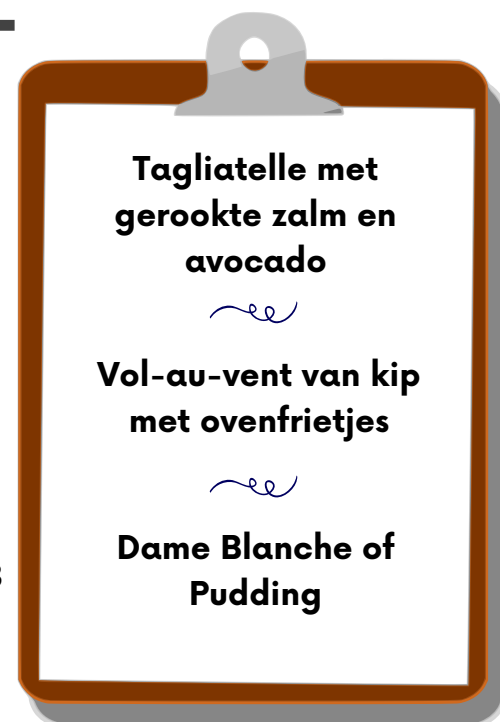 Tagliatelle met
gerookte zalm en
avocado
Vol-au-vent van kip
met ovenfrietjes
Dame Blanche of
Pudding